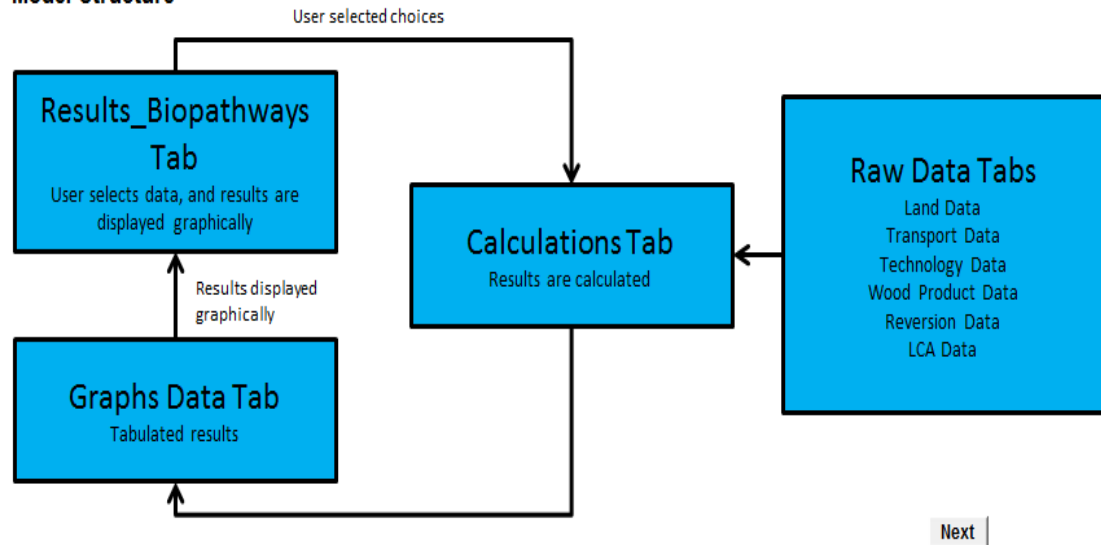 Model Structure
User selected choices
Results_Biopathways
Tab
User selects data, and results are
displayed graphically
Results displayed
graphically
Graphs Data Tab
Tabulated results
Calculations Tab
Results are calculated
Raw Data Tabs
Land Data
Transport Data
Technology Data
Wood Product Data
Reversion Data
LCA Data
Next